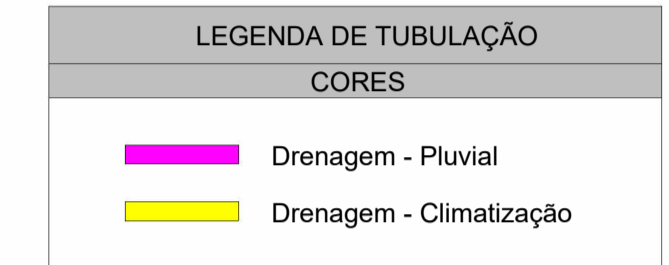 LEGENDA DE TUBULAÇÃO
CORES
Drenagem - Pluvial
Drenagem - Climatização